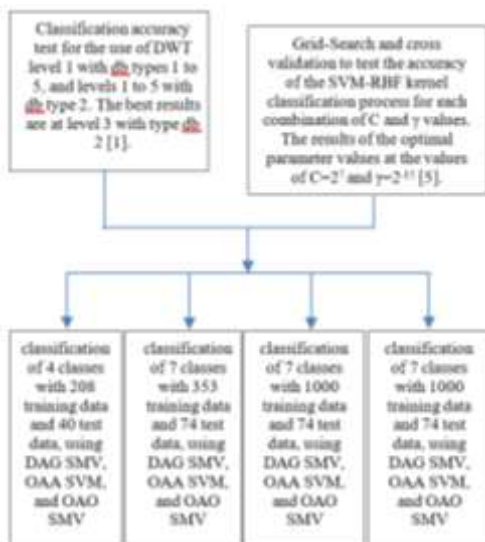 Classification accuracy
test for the use of DWT
level 1 with db types 1 to
5, and levels 1 to 5 with
db type 2. The best results
are at level 3 with type db
2 [1].
Grid-Search and cross
validation to test the accuracy
of the SVM-RBF kernel
classification process for each
combination of C and γ values.
The results of the optimal
parameter values at the values
of C=2 and γ=2 [5].
classification
of 4 classes
with 208
training data
and 40 test
data, using
DAG SMV,
OAA SVM,
and OAO
SMV
classification
of 7 classes
with 353
training data
and 74 test
data, using
DAG SMV,
OAA SVM,
and OAO
SMV
classification
of 7 classes
with 1000
training data
and 74 test
data, using
DAG SMV,
OAA SVM,
and OAO
SMV
classification
of 7 classes
with 1000
training data
and 74 test
data, using
DAG SMV,
OAA SVM,
and OAO
SMV